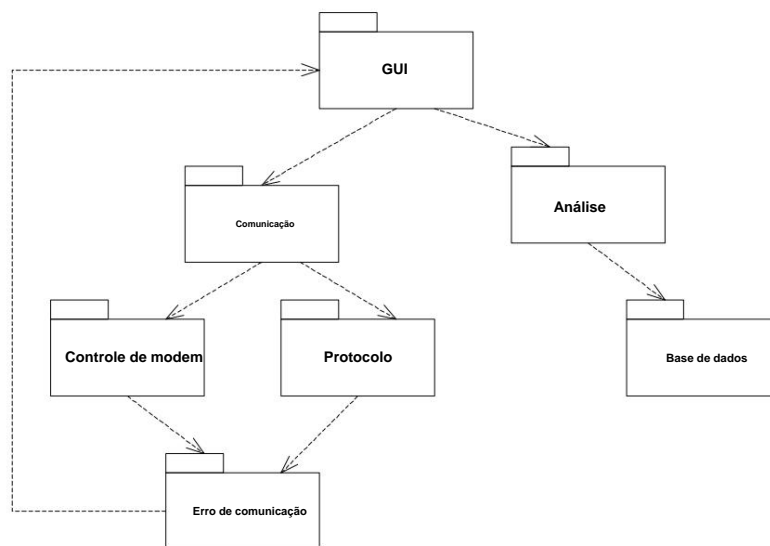 GUI
Comunicação
Análise
Controle de modem
Protocolo
Base de dados
Erro de comunicação